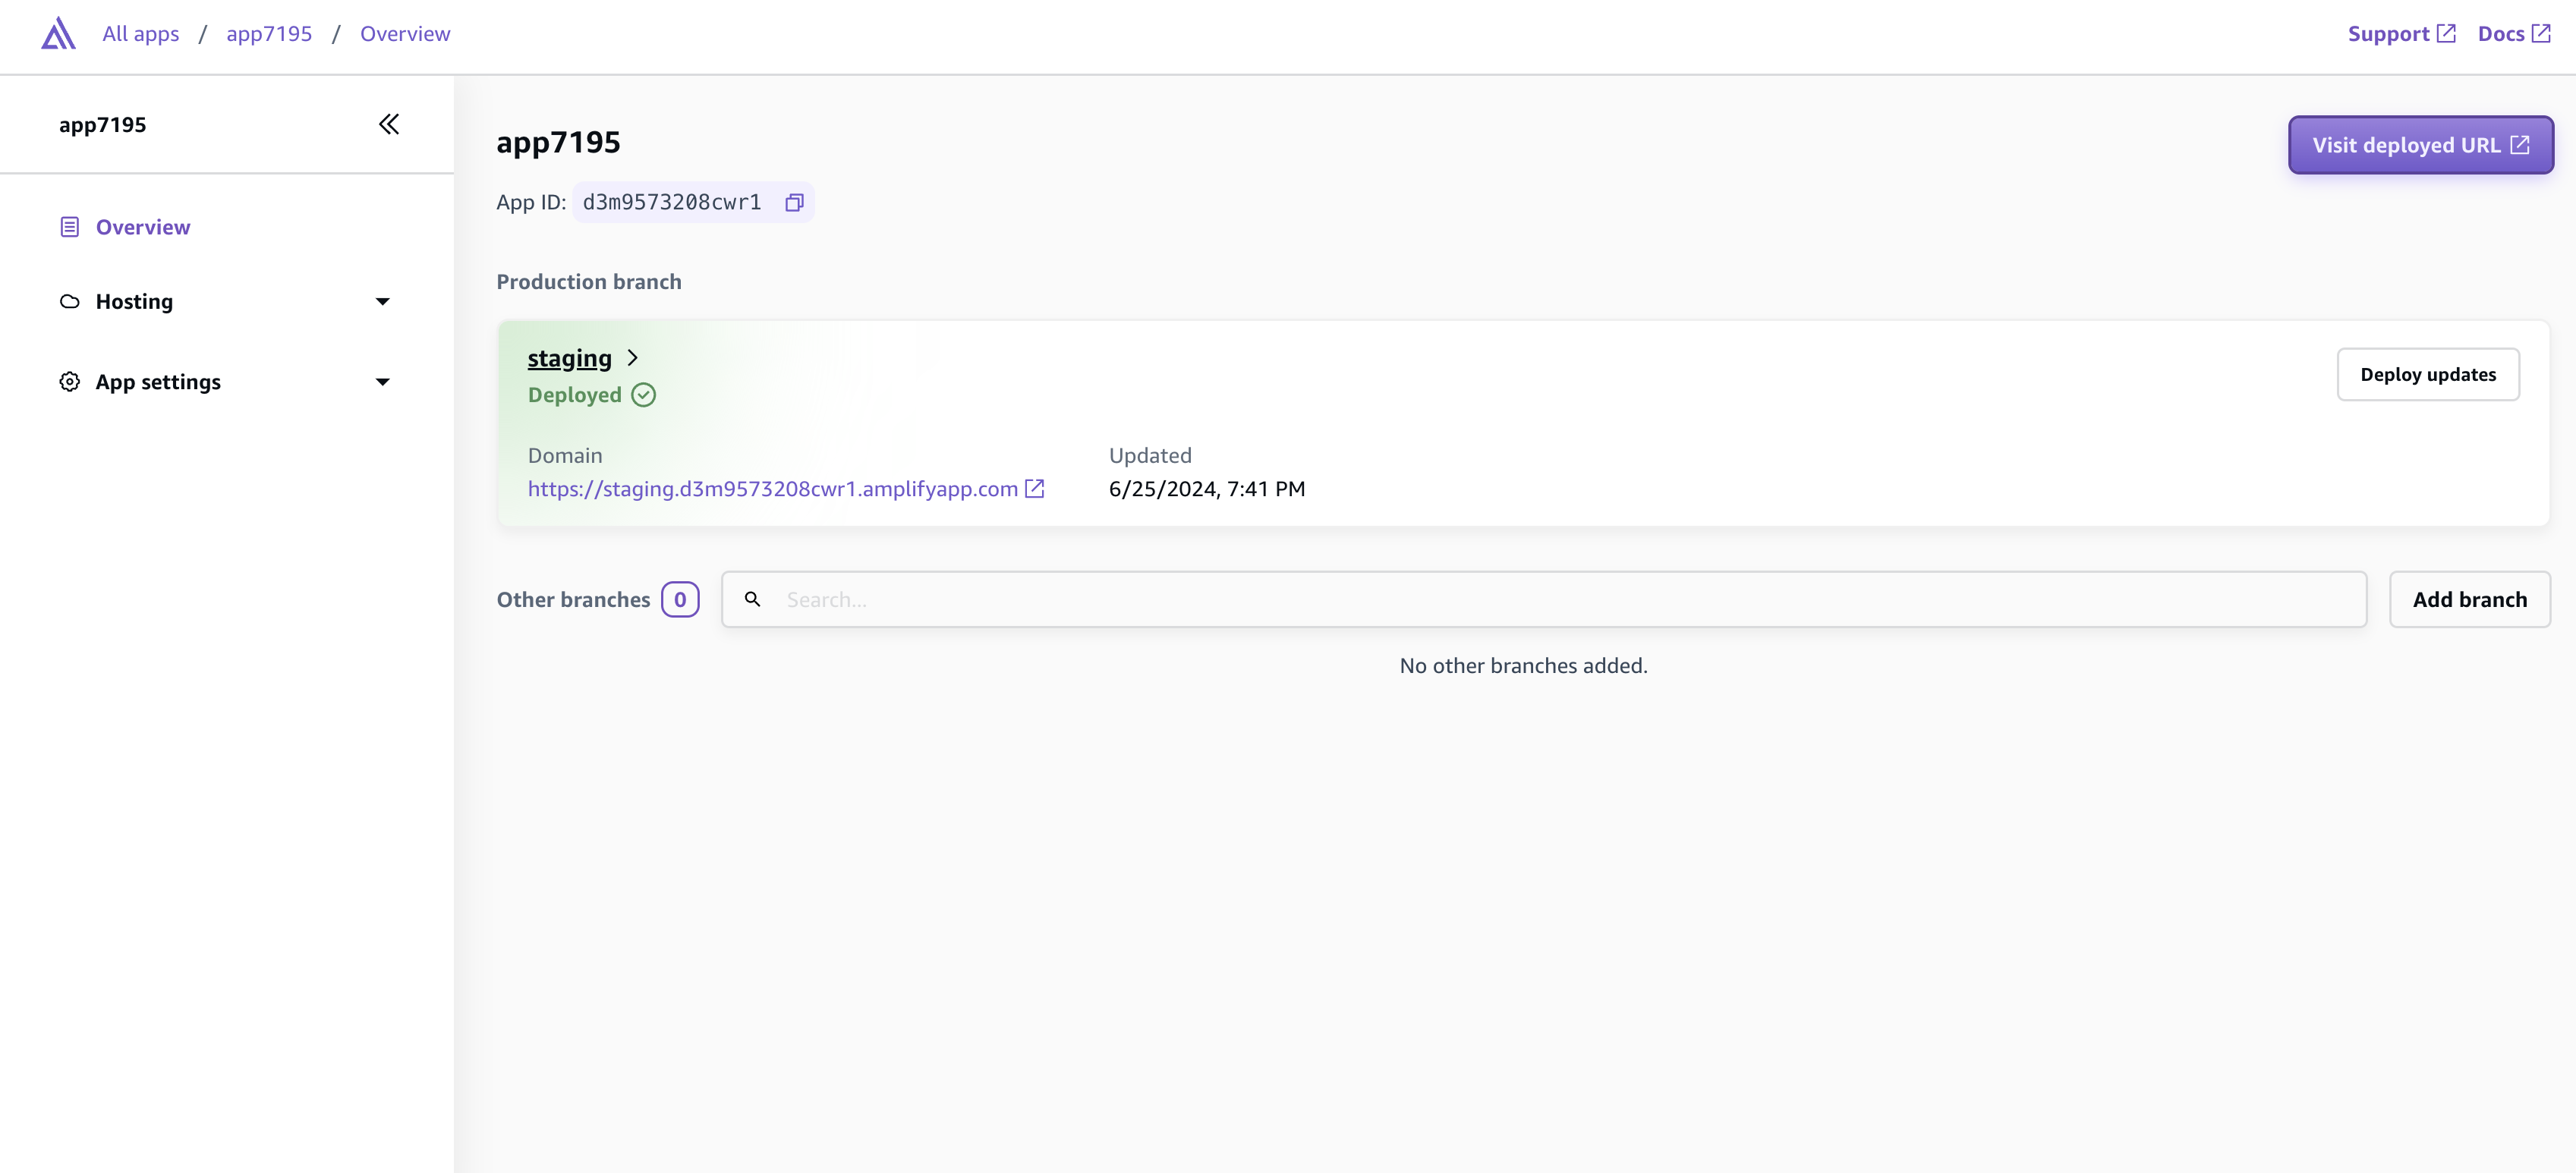 All apps / app7195 / Overview
Support
Docs
app7195
Overview
Hosting
App settings
app7195
Visit deployed URL
App ID: d3m9573208cwr1
Production branch
staging
Deployed
Deploy updates
Domain
https://staging.d3m9573208cwr1.amplifyapp.com
Updated
6/25/2024, 7:41 PM
Other branches 0
Search...
Add branch
No other branches added.